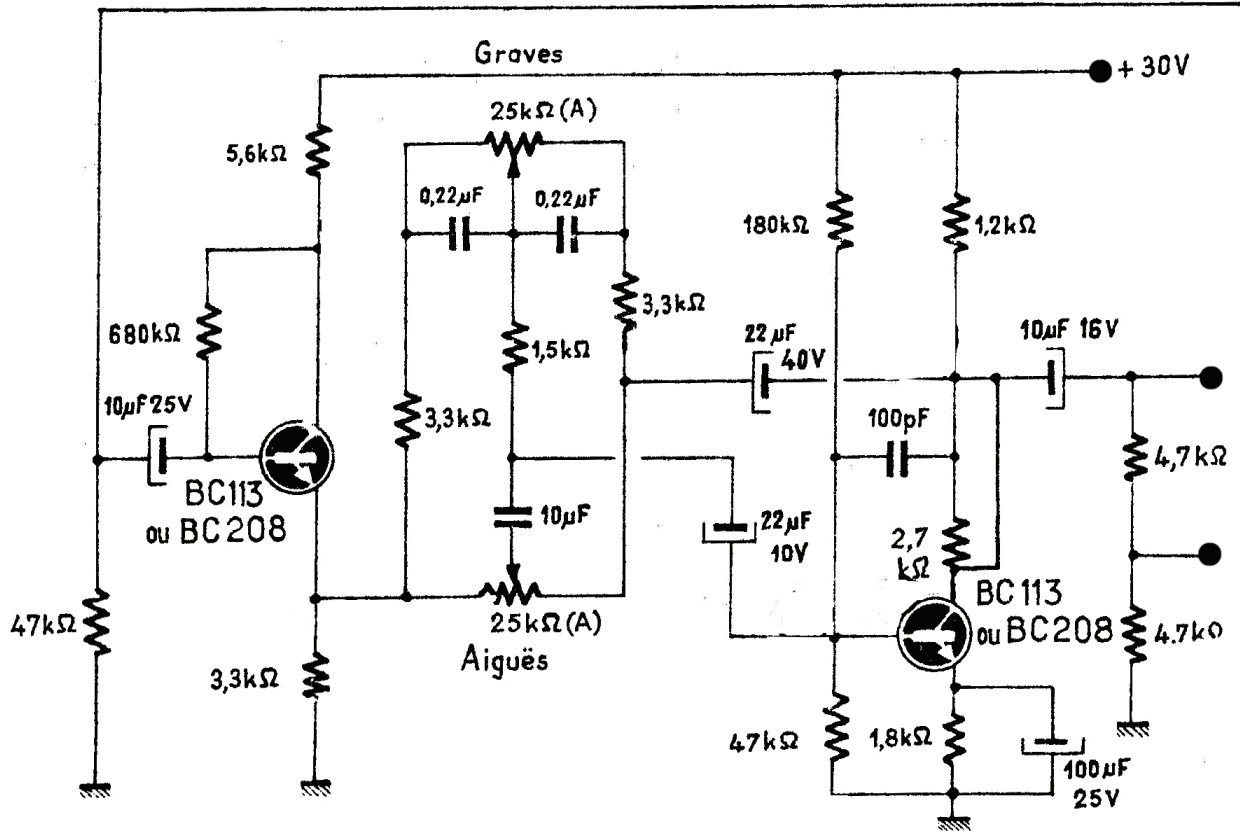 Graves
+ 30V
25kΩ (A)
5,6kΩ
0,22µF
0,22µF
180kΩ
1,2kΩ
680kΩ
3,3kΩ
1,5kΩ
22µF
40V
10µF 16V
10µF 25V
3,3kΩ
100pF
4,7kΩ
BC113
ou BC208
10µF
22µF
10V
2,7
kΩ
BC113
ou BC208
47kΩ
25kΩ (A)
4.7kΩ
Aiguës
3,3kΩ
47kΩ
1,8kΩ
100µF
25V